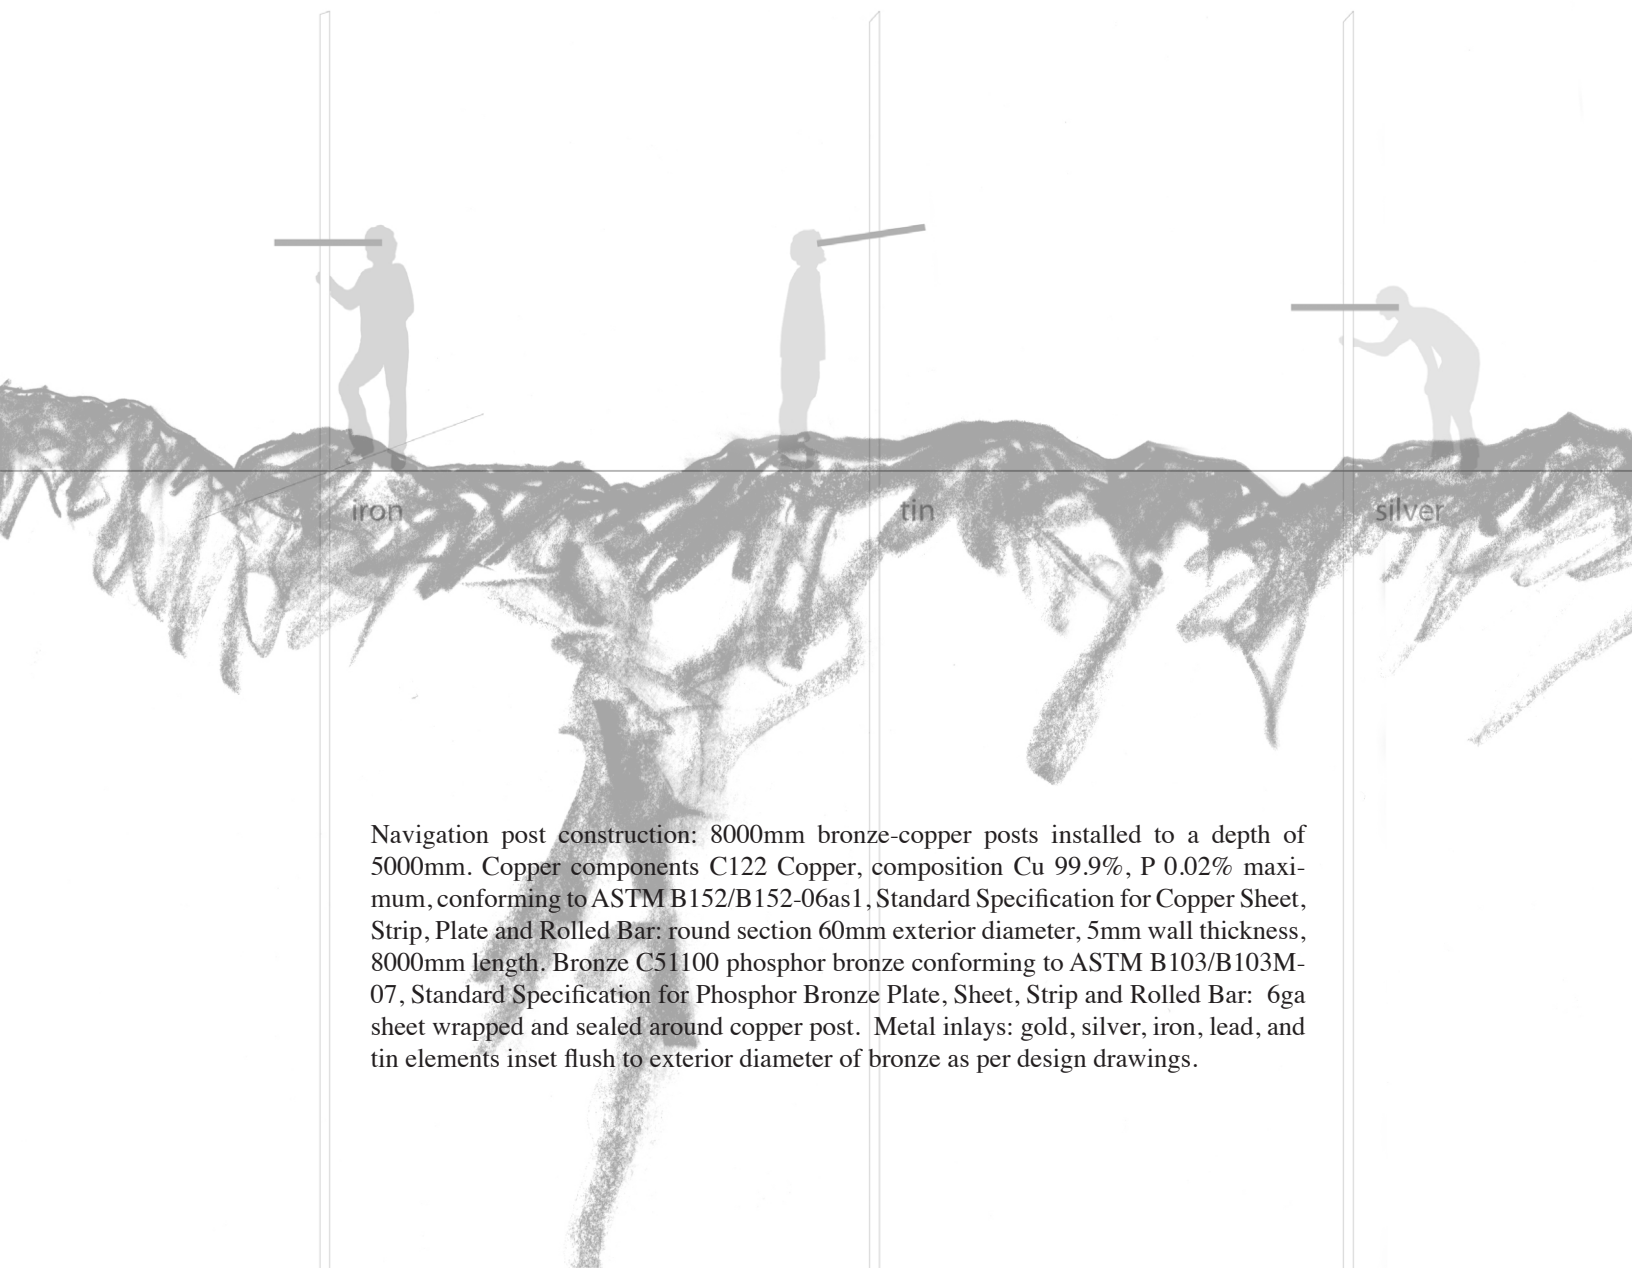 iron
tin
silver
Navigation post construction: 8000mm bronze-copper posts installed to a depth of
5000mm. Copper components C122 Copper, composition Cu 99.9%, P 0.02% maxi-
mum, conforming to ASTM B152/B152-06as1, Standard Specification for Copper Sheet,
Strip, Plate and Rolled Bar: round section 60mm exterior diameter, 5mm wall thickness,
8000mm length. Bronze C51100 phosphor bronze conforming to ASTM B103/B103M-
07, Standard Specification for Phosphor Bronze Plate, Sheet, Strip and Rolled Bar:  6ga
sheet wrapped and sealed around copper post.  Metal inlays: gold, silver, iron, lead, and
tin elements inset flush to exterior diameter of bronze as per design drawings.